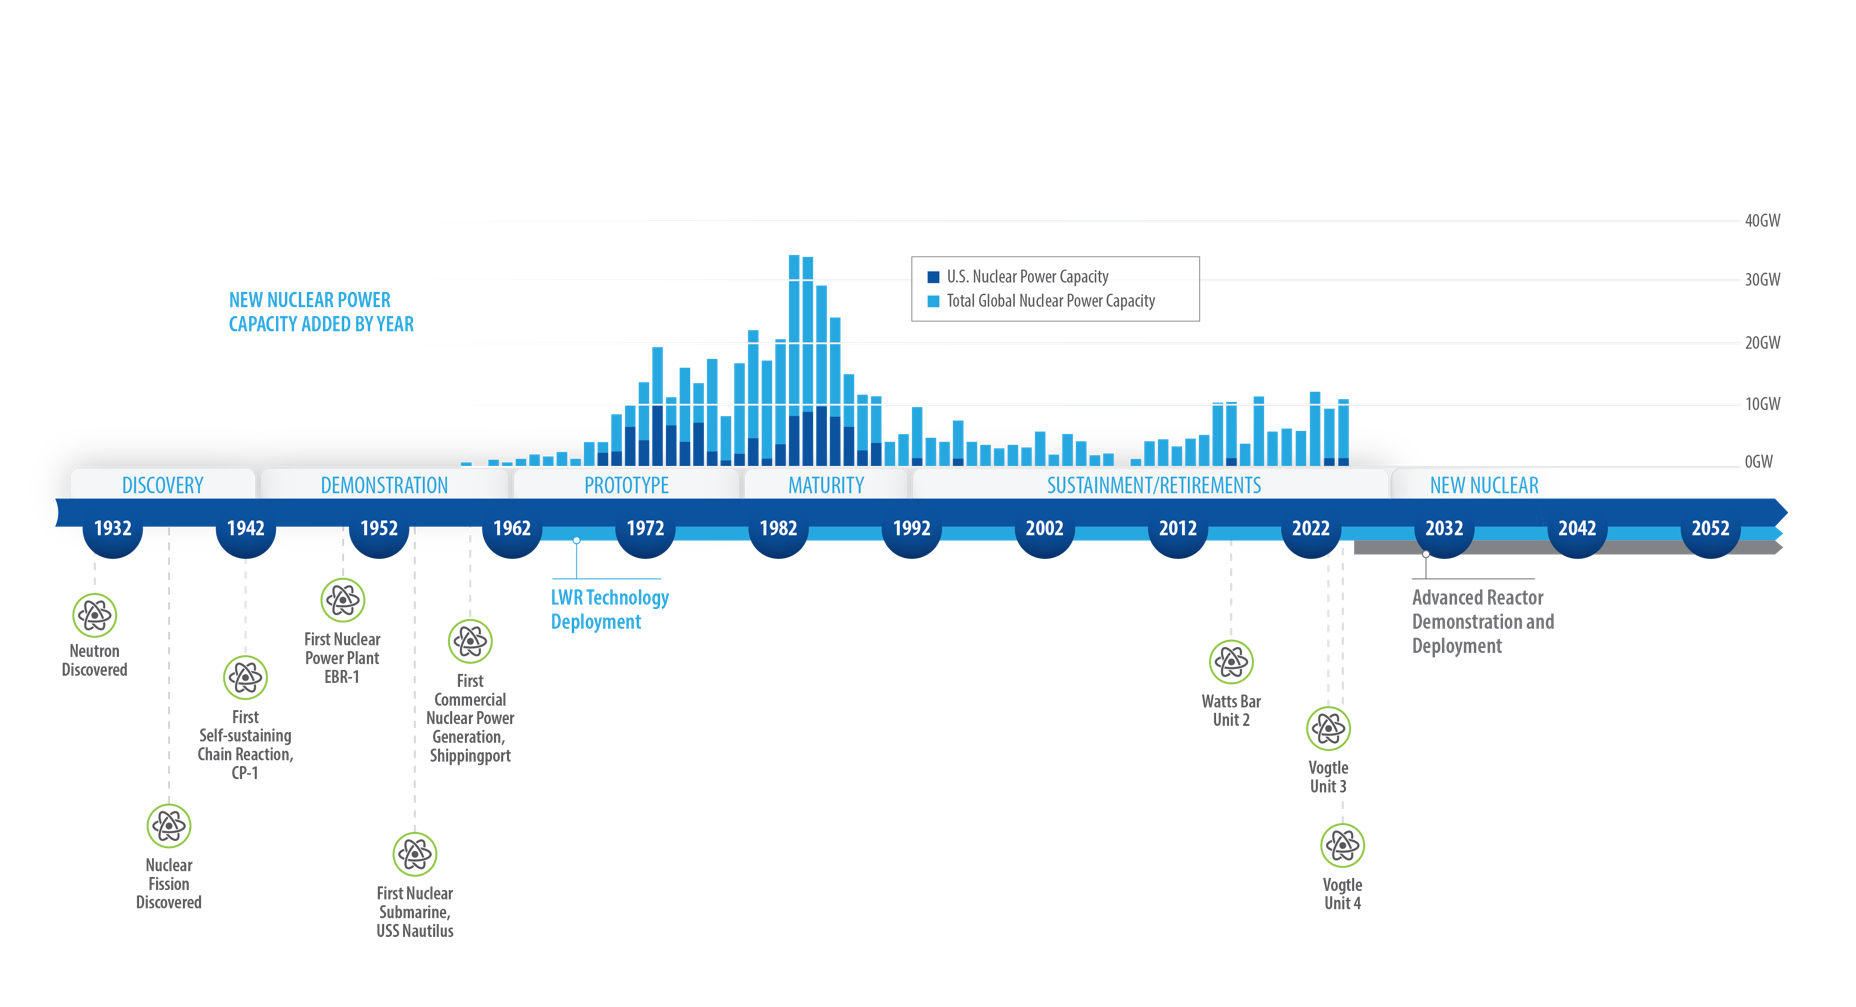 40GW
30GW
20GW
10GW
0GW
U.S. Nuclear Power Capacity
Total Global Nuclear Power Capacity
NEW NUCLEAR POWER
CAPACITY ADDED BY YEAR
DISCOVERY
DEMONSTRATION
PROTOTYPE
MATURITY
SUSTAINMENT/RETIREMENTS
NEW NUCLEAR
1932
1942
1952
1962
1972
1982
1992
2002
2012
2022
2032
2042
2052
Neutron
Discovered
Nuclear
Fission
Discovered
First
Self-sustaining
Chain Reaction,
CP-1
First Nuclear
Power Plant
EBR-1
First Nuclear
Submarine,
USS Nautilus
First
Commercial
Nuclear Power
Generation,
Shippingport
LWR Technology
Deployment
Watts Bar
Unit 2
Vogtle
Unit 3
Vogtle
Unit 4
Advanced Reactor
Demonstration and
Deployment